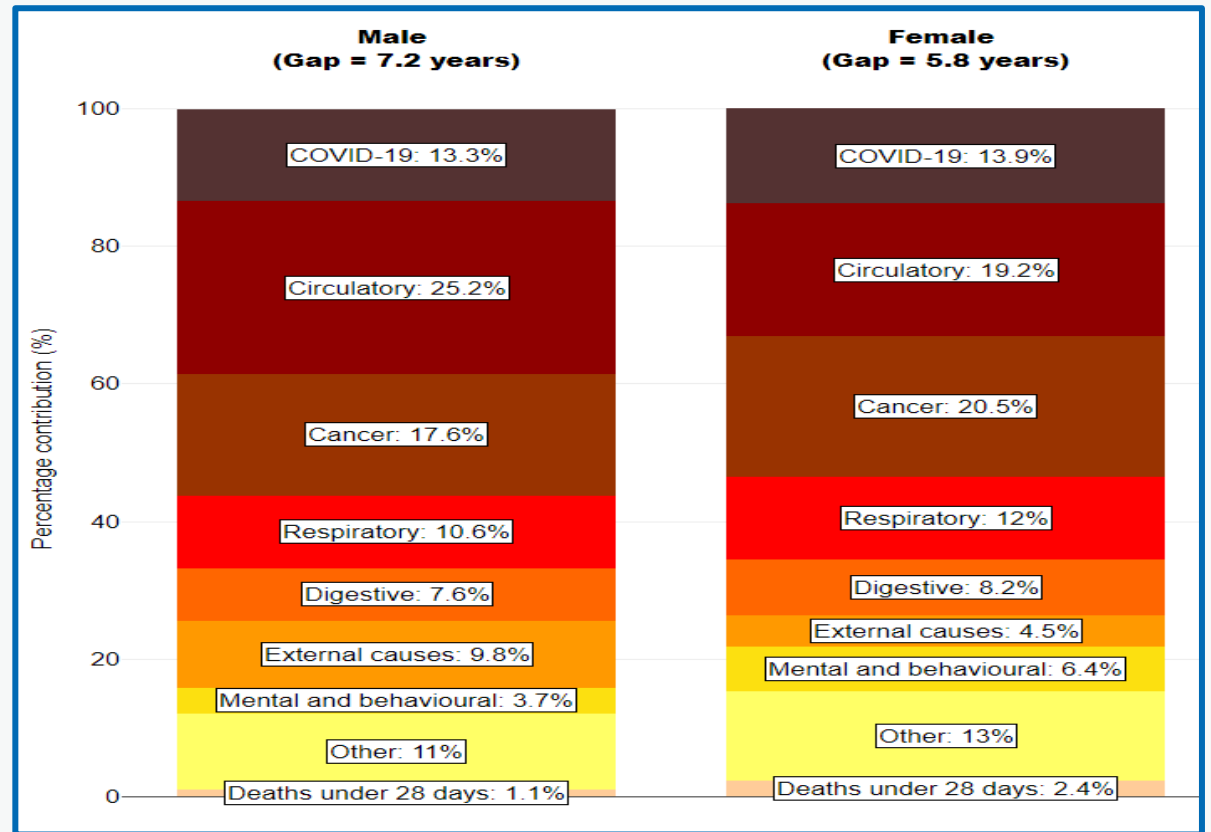 Male
(Gap = 7.2 years)
Female
(Gap = 5.8 years)
Percentage contribution (%)
100
80
60
40
20
0
COVID-19: 13.3%
Circulatory: 25.2%
Cancer: 17.6%
Respiratory: 10.6%
Digestive: 7.6%
External causes: 9.8%
Mental and behavioural: 3.7%
Other: 11%
Deaths under 28 days: 1.1%
COVID-19: 13.9%
Circulatory: 19.2%
Cancer: 20.5%
Respiratory: 12%
Digestive: 8.2%
External causes: 4.5%
Mental and behavioural: 6.4%
Other: 13%
Deaths under 28 days: 2.4%